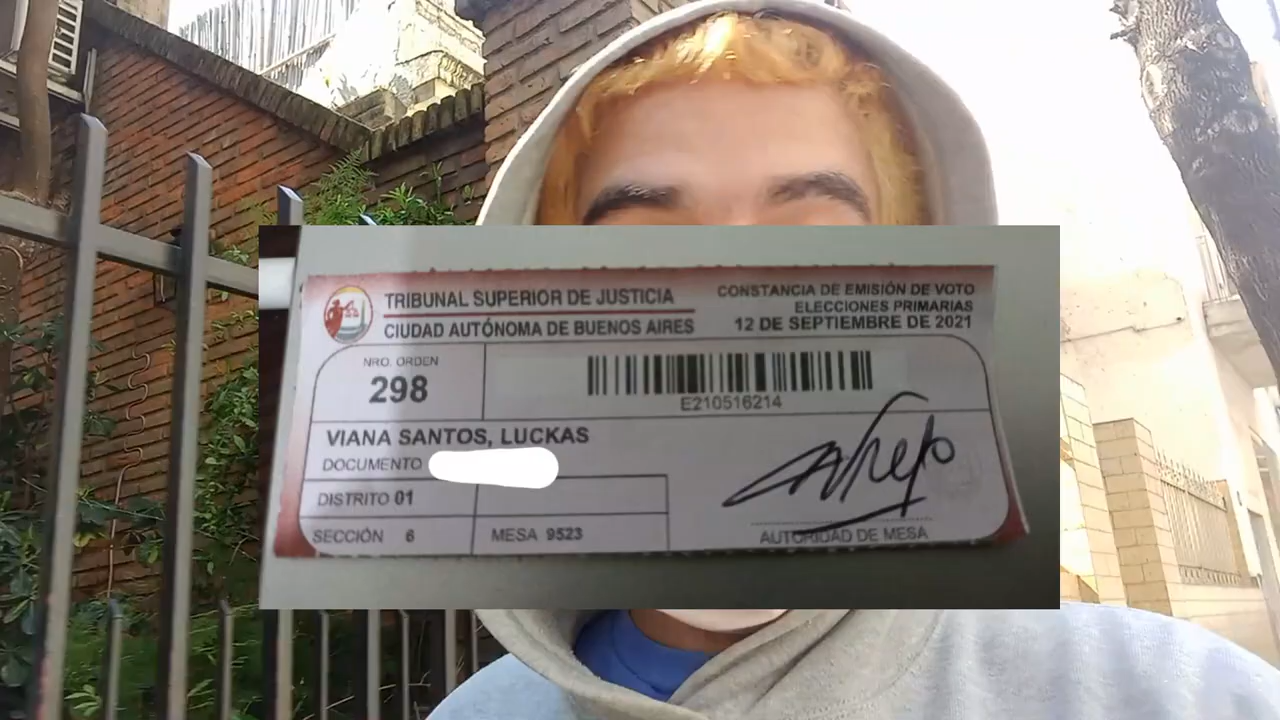 TRIBUNAL SUPERIOR DE JUSTICIA
CIUDAD AUTÓNOMA DE BUENOS AIRES
CONSTANCIA DE EMISIÓN DE VOTO
ELECCIONES PRIMARIAS
12 DE SEPTIEMBRE DE 2021
NRO. ORDEN
298
E210516214
VIANA SANTOS, LUCKAS
DOCUMENTO
DISTRITO 01
SECCIÓN 6
MESA 9523
AUTORIDAD DE MESA